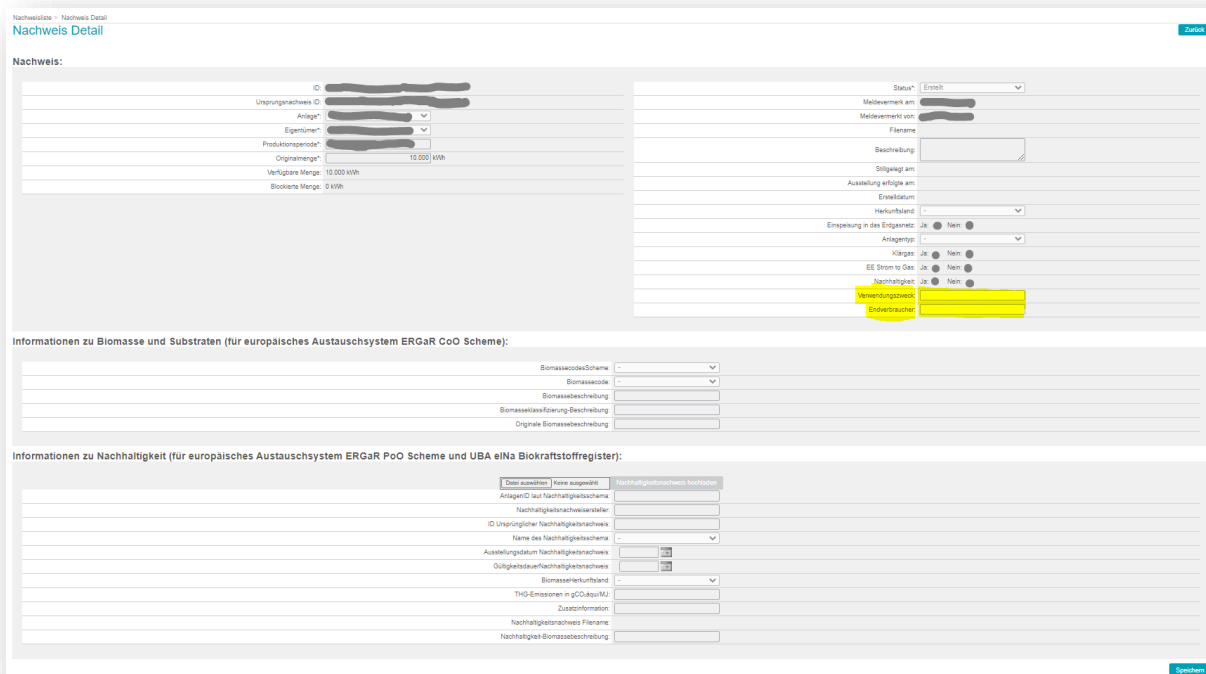 Nachweisliste > Nachweis Detail
Nachweis Detail
Zurück
Nachweis:
ID:
Ursprungsnachweis ID:
Anlage*:
Eigentümer*:
Produktionsperiode*:
Originalmenge*: 10.000 kWh
Verfügbare Menge: 10.000 kWh
Blockierte Menge: 0 kWh
Status*: Erstellt
Meldevermerk am:
Meldevermerkt von:
Filename
Beschreibung:
Stillgelegt am:
Ausstellung erfolgte am:
Erstelldatum:
Herkunftsland: -
Einspeisung in das Erdgasnetz: Ja: Nein:
Anlagentyp: -
Klärgas: Ja: Nein:
EE Strom to Gas: Ja: Nein:
Nachhaltigkeit: Ja: Nein:
Verwendungszweck:
Endverbraucher:
Informationen zu Biomasse und Substraten (für europäisches Austauschsystem ERGaR CoO Scheme):
BiomassecodesScheme: -
Biomassecode: -
Biomassebeschreibung:
Biomasseklassifizierung-Beschreibung:
Originale Biomassebeschreibung:
Informationen zu Nachhaltigkeit (für europäisches Austauschsystem ERGaR PoO Scheme und UBA elNa Biokraftstoffregister):
Datei auswählen Keine ausgewählt Nachhaltigkeitsnachweis hochladen
AnlagenID laut Nachhaltigkeitsschema:
Nachhaltigkeitsnachweisersteller:
ID Ursprünglicher Nachhaltigkeitsnachweis:
Name des Nachhaltigkeitsschema: -
Ausstellungsdatum Nachhaltigkeitsnachweis:
GültigkeitsdauerNachhaltigkeitsnachweis:
BiomasseHerkunftsland: -
THG-Emissionen in gCO₂äqui/MJ:
Zusatzinformation:
Nachhaltigkeitsnachweis Filename:
Nachhaltigkeit-Biomassebeschreibung:
Speichern